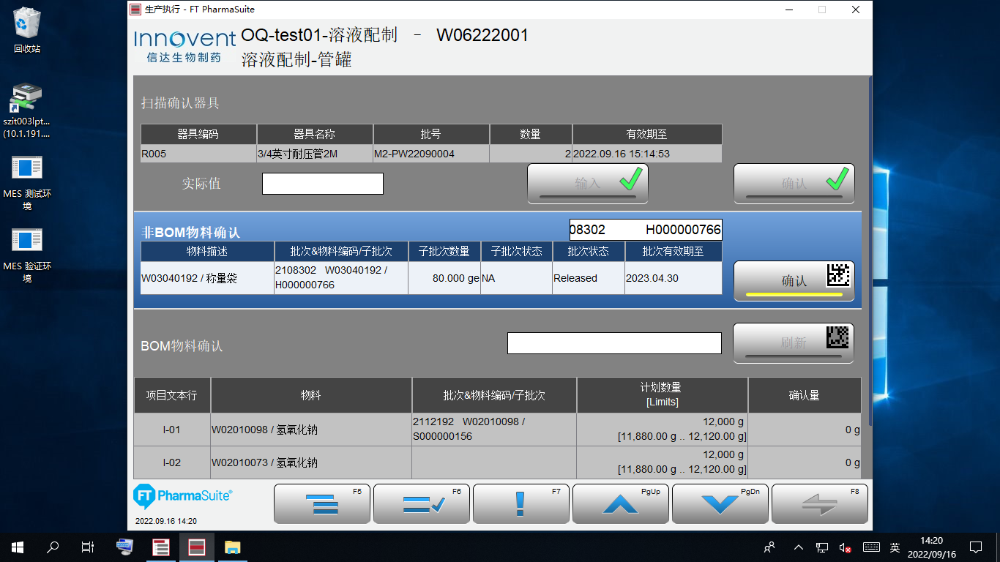 回收站
szit003lpt...
(10.1.191....
MES 测试环
境
MES 验证环
境
生产执行 - FT PharmaSuite
Innovent
信达生物制药
OQ-test01-溶液配制 - W06222001
溶液配制-管罐
扫描确认器具
器具编码 器具名称 批号 数量 有效期至
R005 3/4英寸耐压管2M M2-PW22090004 2 2022.09.16 15:14:53
实际值 输入 确认
非BOM物料确认 08302 H000000766
物料描述 批次&物料编码/子批次 子批次数量 子批次状态 批次状态 批次有效期至
W03040192 / 称量袋 2108302 W03040192 /
H000000766 80.000 ge NA Released 2023.04.30
确认
BOM物料确认 刷新
项目文本行 物料 批次&物料编码/子批次 计划数量
[Limits] 确认量
I-01 W02010098 / 氢氧化钠 2112192 W02010098 /
S000000156 12,000 g
[11,880.00 g .. 12,120.00 g] 0 g
I-02 W02010073 / 氢氧化钠 12,000 g
[11,880.00 g .. 12,120.00 g] 0 g
FT PharmaSuite®
2022.09.16 14:20
F5 F6 F7 PgUp PgDn F8
英
14:20
2022/09/16